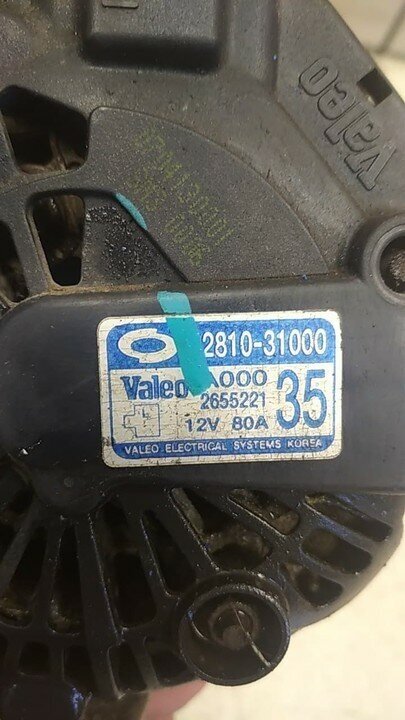 Valeo
2810-31000
Valeo A000
2655221
35
12V 80A
VALEO ELECTRICAL SYSTEMS KOREA